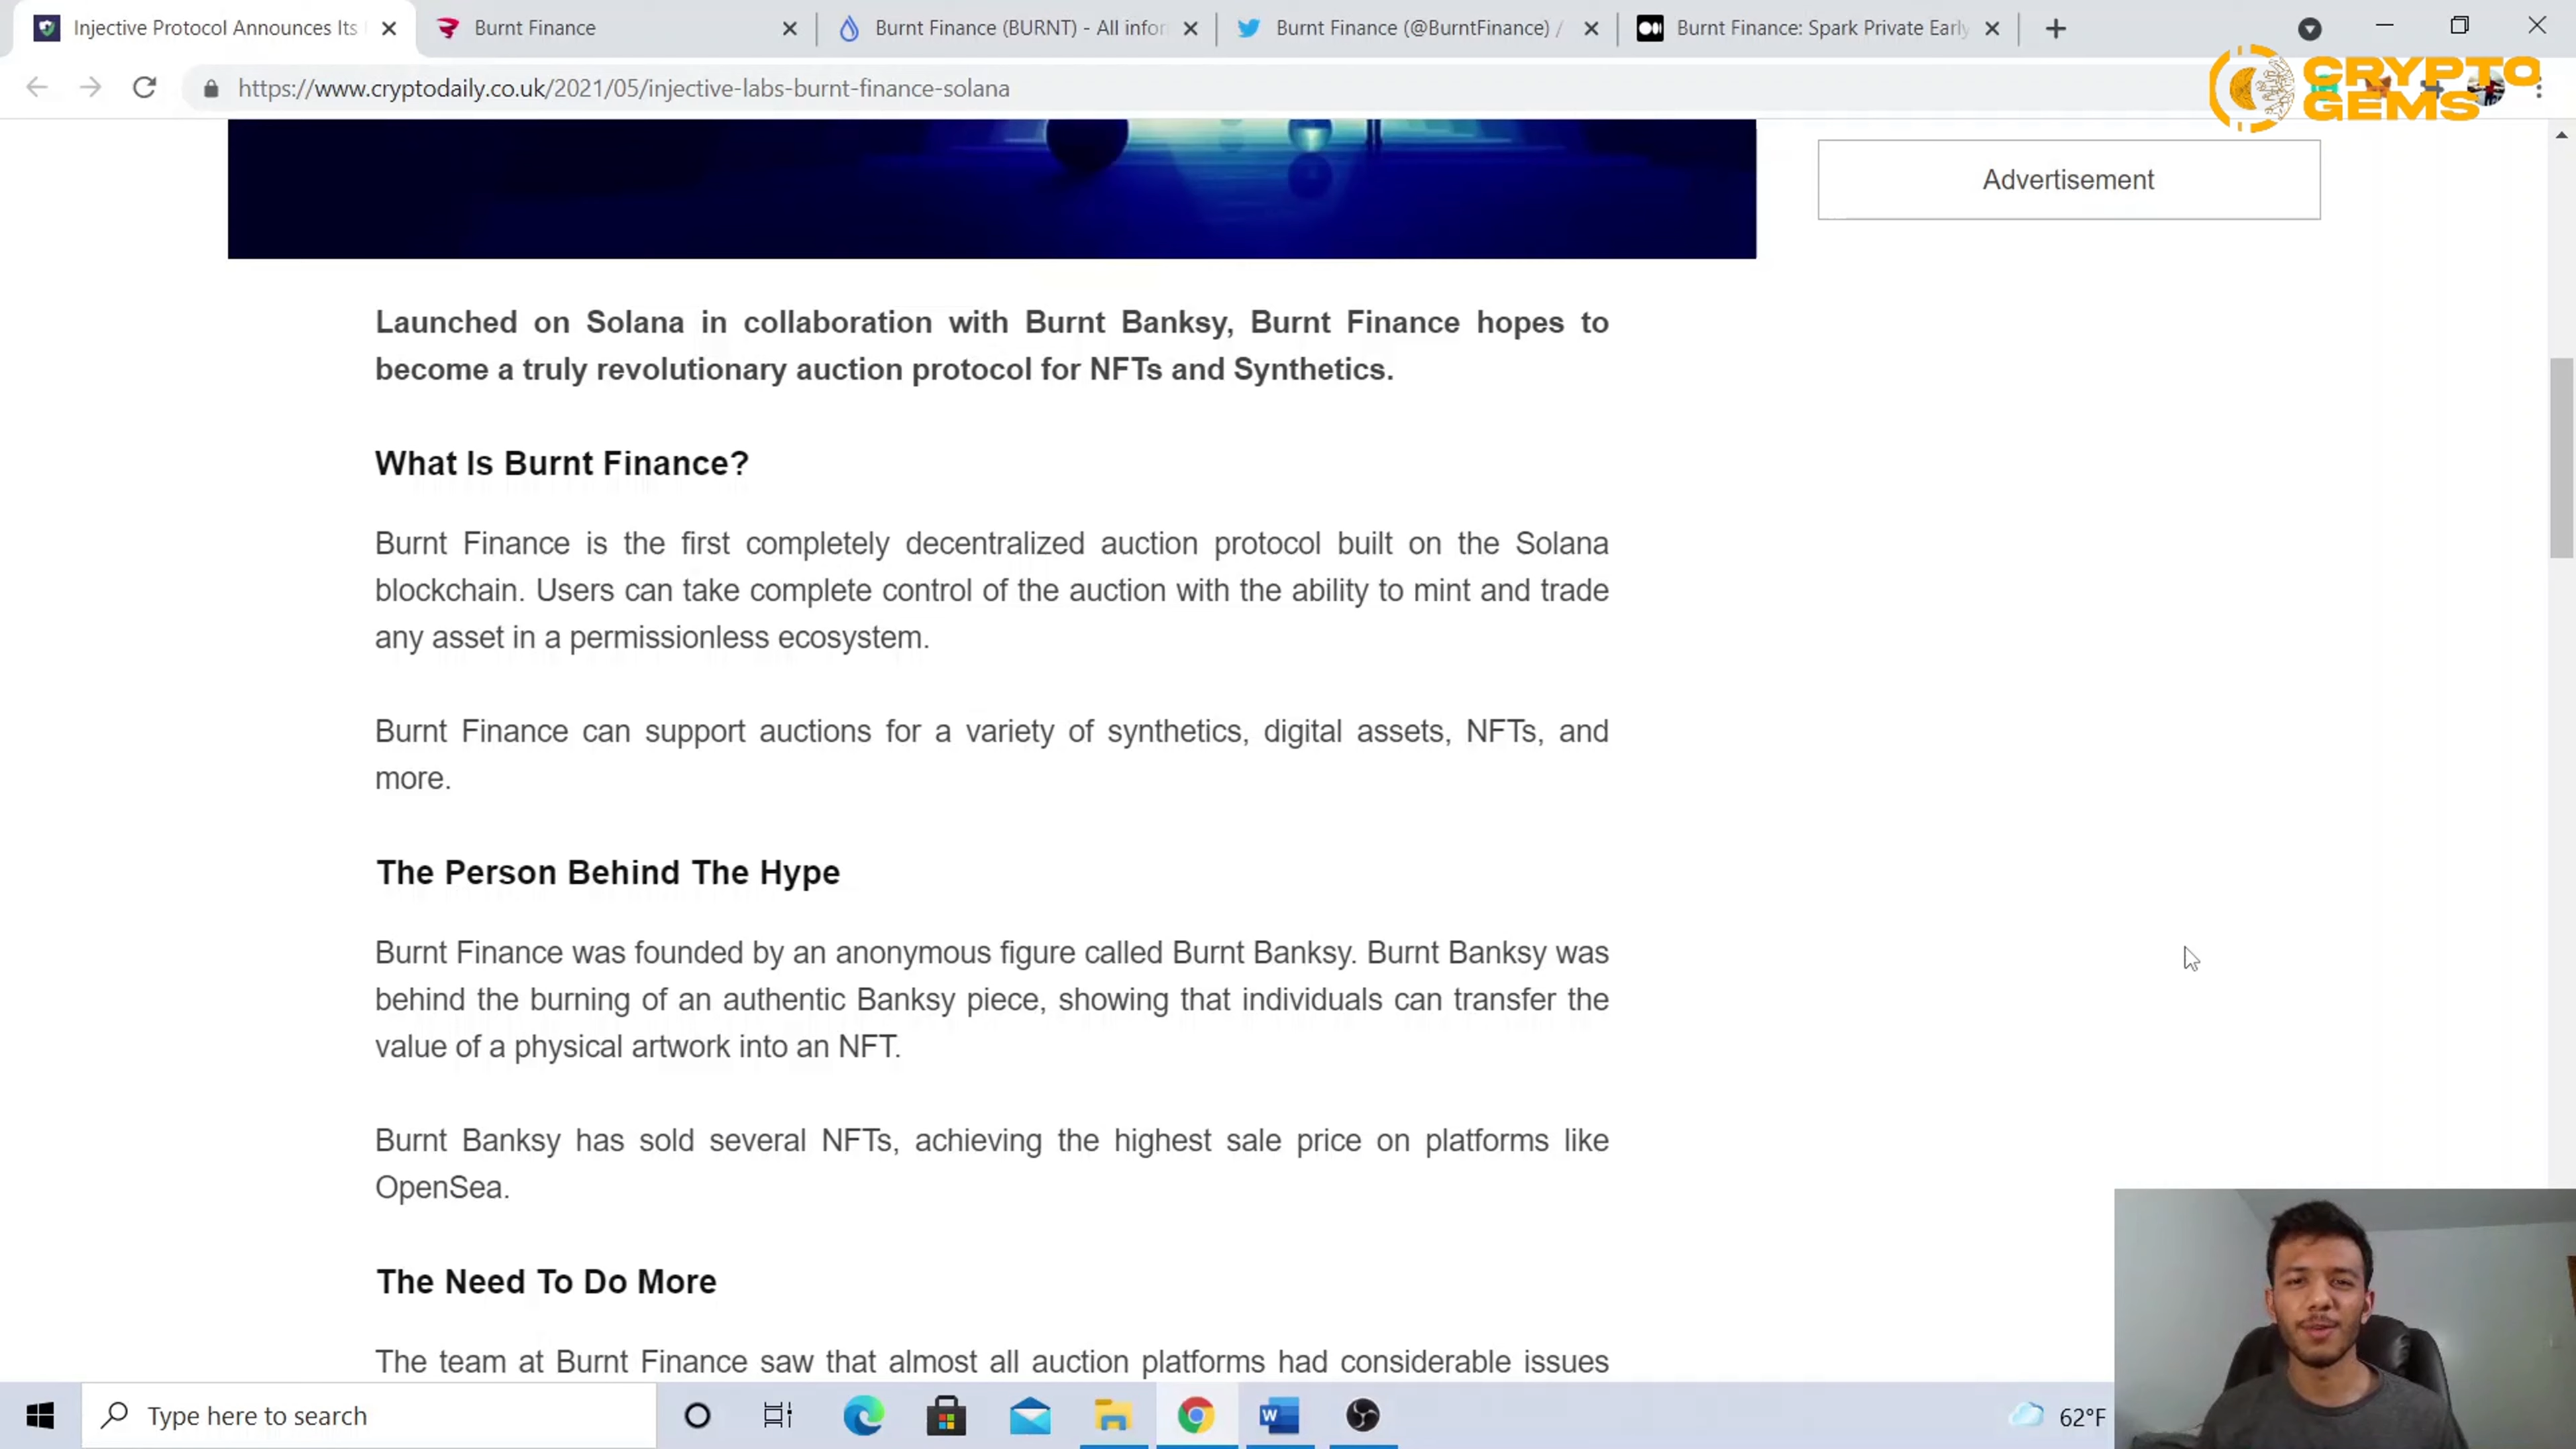 Injective Protocol Announces Its
Burnt Finance
Burnt Finance (BURNT) - All infor
Burnt Finance (@BurntFinance) /
Burnt Finance: Spark Private Early
https://www.cryptodaily.co.uk/2021/05/injective-labs-burnt-finance-solana
CRYPTO
GEMS
Advertisement
Launched on Solana in collaboration with Burnt Banksy, Burnt Finance hopes to
become a truly revolutionary auction protocol for NFTs and Synthetics.
What Is Burnt Finance?
Burnt Finance is the first completely decentralized auction protocol built on the Solana
blockchain. Users can take complete control of the auction with the ability to mint and trade
any asset in a permissionless ecosystem.
Burnt Finance can support auctions for a variety of synthetics, digital assets, NFTs, and
more.
The Person Behind The Hype
Burnt Finance was founded by an anonymous figure called Burnt Banksy. Burnt Banksy was
behind the burning of an authentic Banksy piece, showing that individuals can transfer the
value of a physical artwork into an NFT.
Burnt Banksy has sold several NFTs, achieving the highest sale price on platforms like
OpenSea.
The Need To Do More
The team at Burnt Finance saw that almost all auction platforms had considerable issues
Type here to search
W
62°F